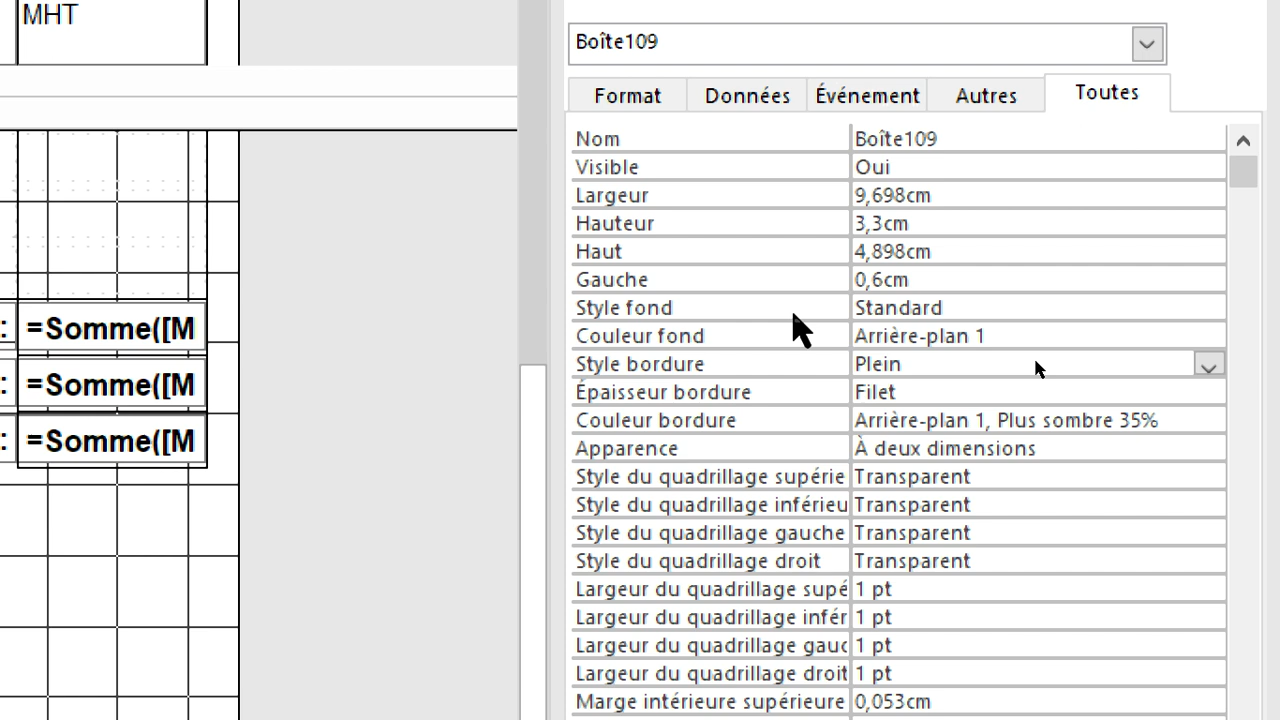 MHT
: =Somme([M
: =Somme([M
: =Somme([M
Boîte109
Format Données Événement Autres Toutes
Nom Boîte109
Visible Oui
Largeur 9,698cm
Hauteur 3,3cm
Haut 4,898cm
Gauche 0,6cm
Style fond Standard
Couleur fond Arrière-plan 1
Style bordure Plein
Épaisseur bordure Filet
Couleur bordure Arrière-plan 1, Plus sombre 35%
Apparence À deux dimensions
Style du quadrillage supérie Transparent
Style du quadrillage inférieu Transparent
Style du quadrillage gauche Transparent
Style du quadrillage droit Transparent
Largeur du quadrillage supé 1 pt
Largeur du quadrillage infér 1 pt
Largeur du quadrillage gauc 1 pt
Largeur du quadrillage droit 1 pt
Marge intérieure supérieure 0,053cm